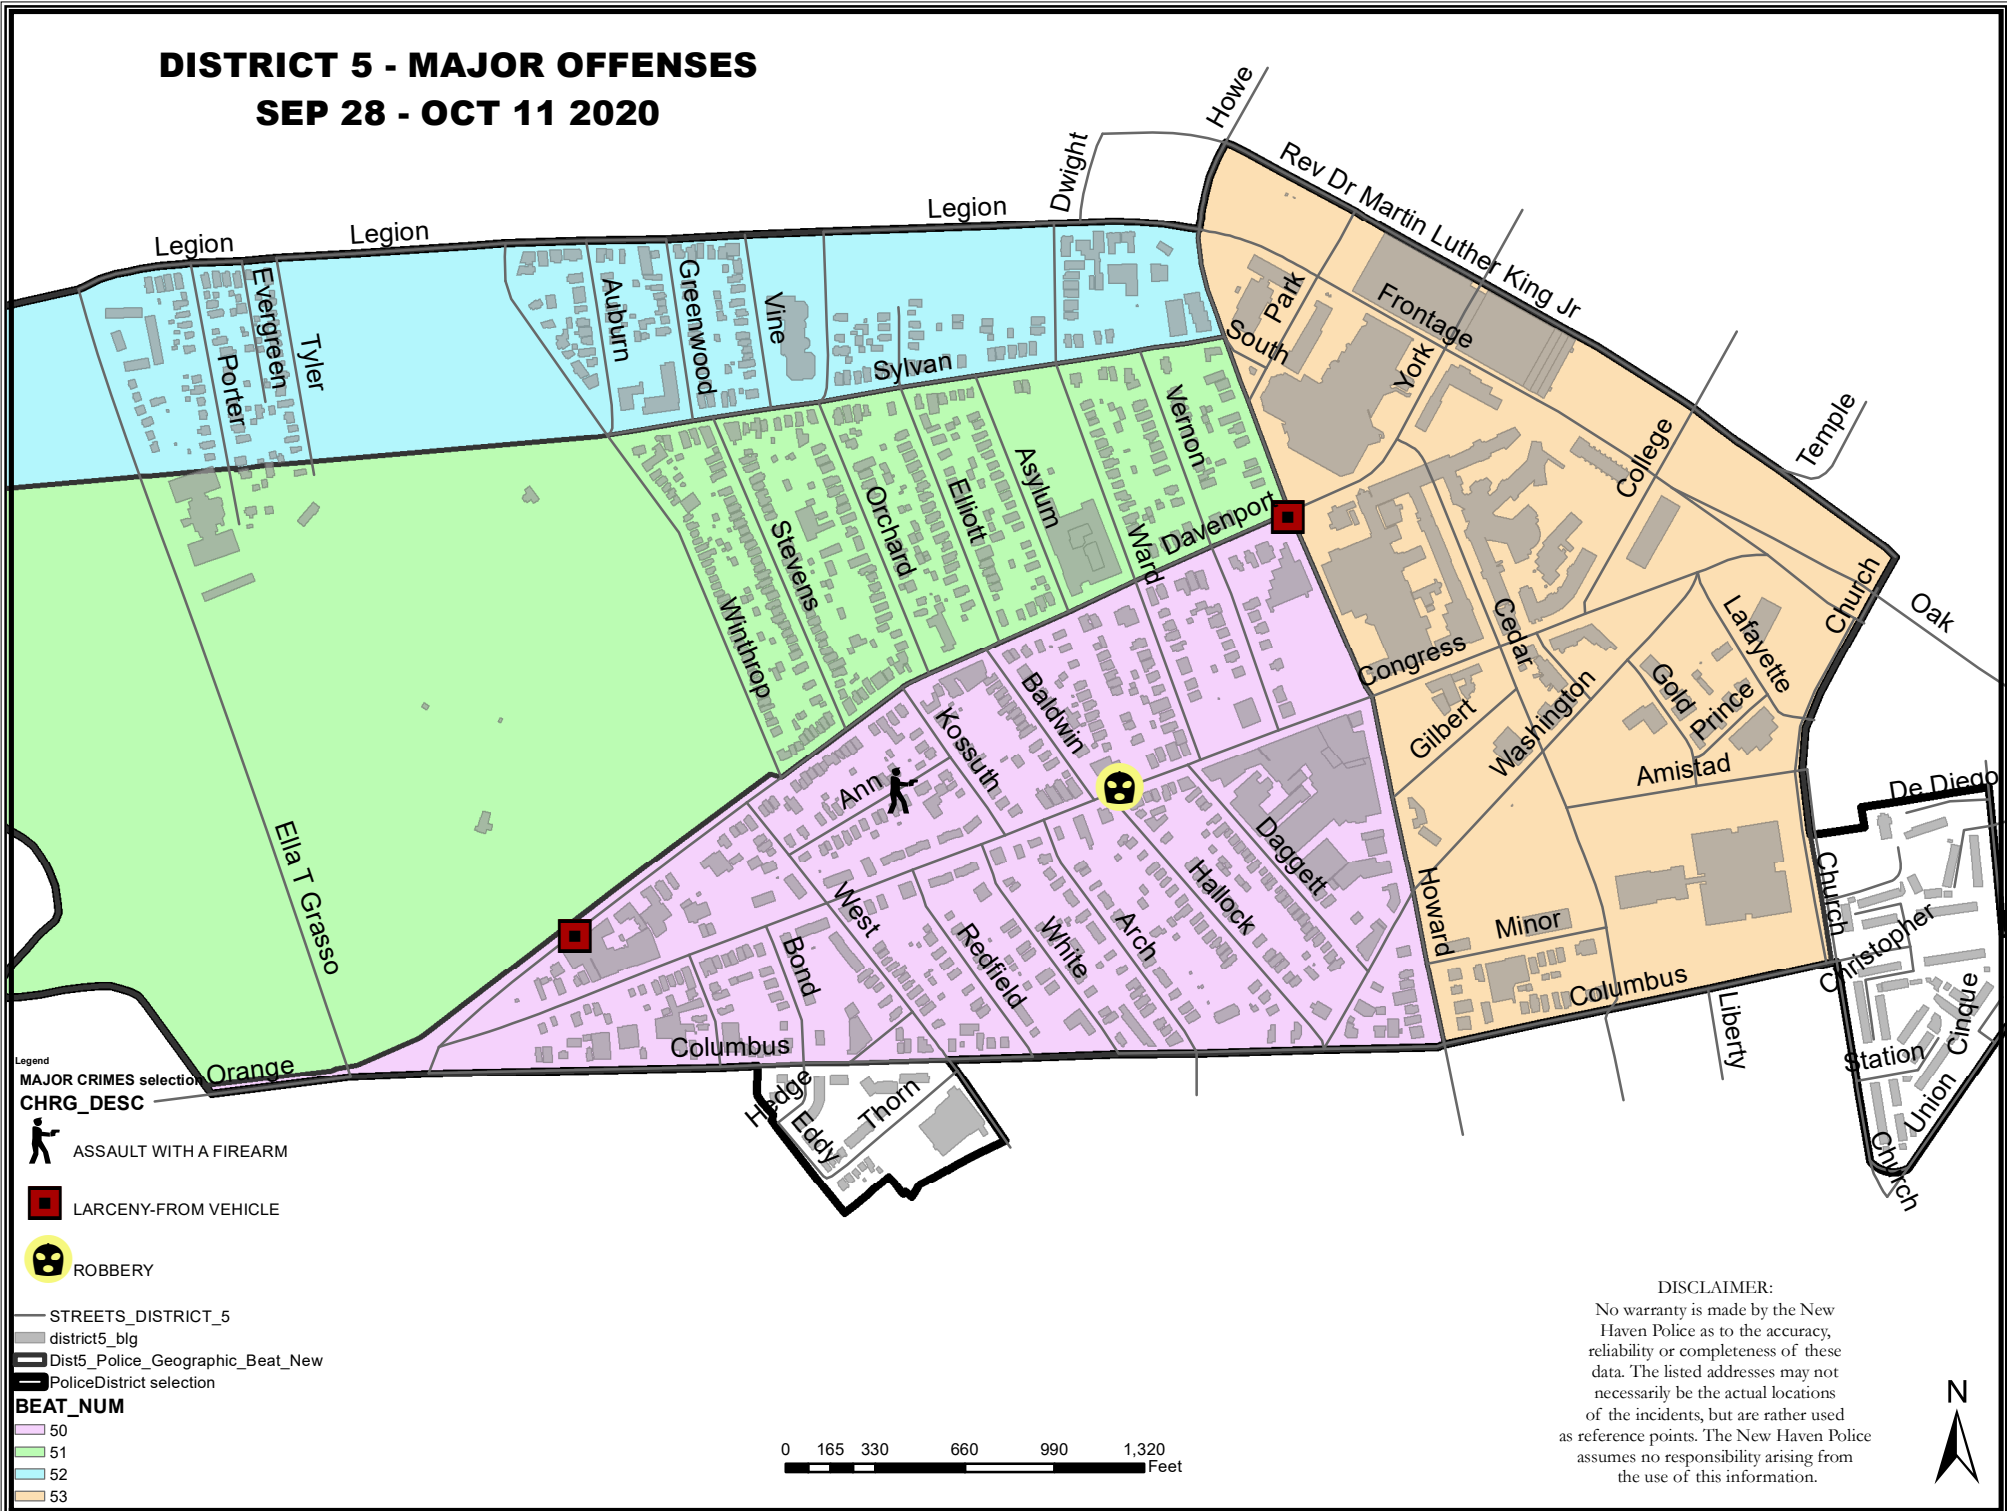 DISTRICT 5 - MAJOR OFFENSES
SEP 28 - OCT 11 2020
Howe
Dwight
Rev Dr Martin Luther King Jr
Legion
Legion
Legion
Evergreen
Porter
Tyler
Auburn
Greenwood
Vine
Sylvan
Park
South
Frontage
York
College
Temple
Church
Oak
Vernon
Asylum
Elliott
Orchard
Stevens
Winthrop
Ward
Davenport
Cedar
Congress
Lafayette
Gold
Prince
Washington
Gilbert
Amistad
De Diego
Baldwin
Kossuth
Ann
Ella T Grasso
West
Bond
Redfield
White
Arch
Hallock
Daggett
Howard
Minor
Columbus
Columbus
Liberty
Church
Christopher
Cinque
Station
Union
Church
Orange
Hedge
Eddy
Thorn
Legend
MAJOR CRIMES selection
CHRG_DESC
ASSAULT WITH A FIREARM
LARCENY-FROM VEHICLE
ROBBERY
STREETS_DISTRICT_5
district5_blg
Dist5_Police_Geographic_Beat_New
PoliceDistrict selection
BEAT_NUM
50
51
52
53
0 165 330 660 990 1,320
Feet
DISCLAIMER:
No warranty is made by the New
Haven Police as to the accuracy,
reliability or completeness of these
data. The listed addresses may not
necessarily be the actual locations
of the incidents, but are rather used
as reference points. The New Haven Police
assumes no responsibility arising from
the use of this information.
N